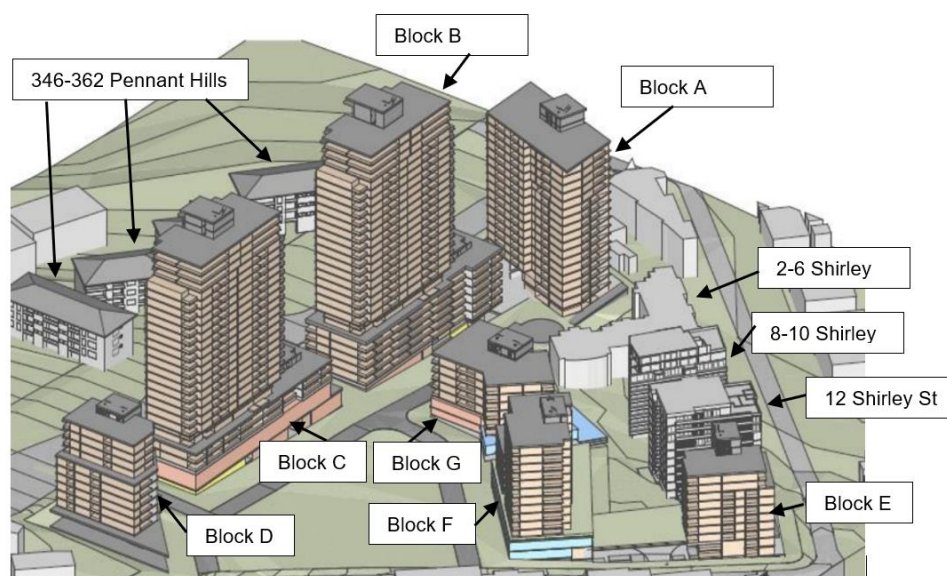 Block B
346-362 Pennant Hills
Block A
2-6 Shirley
8-10 Shirley
12 Shirley St
Block C
Block G
Block E
Block F
Block D